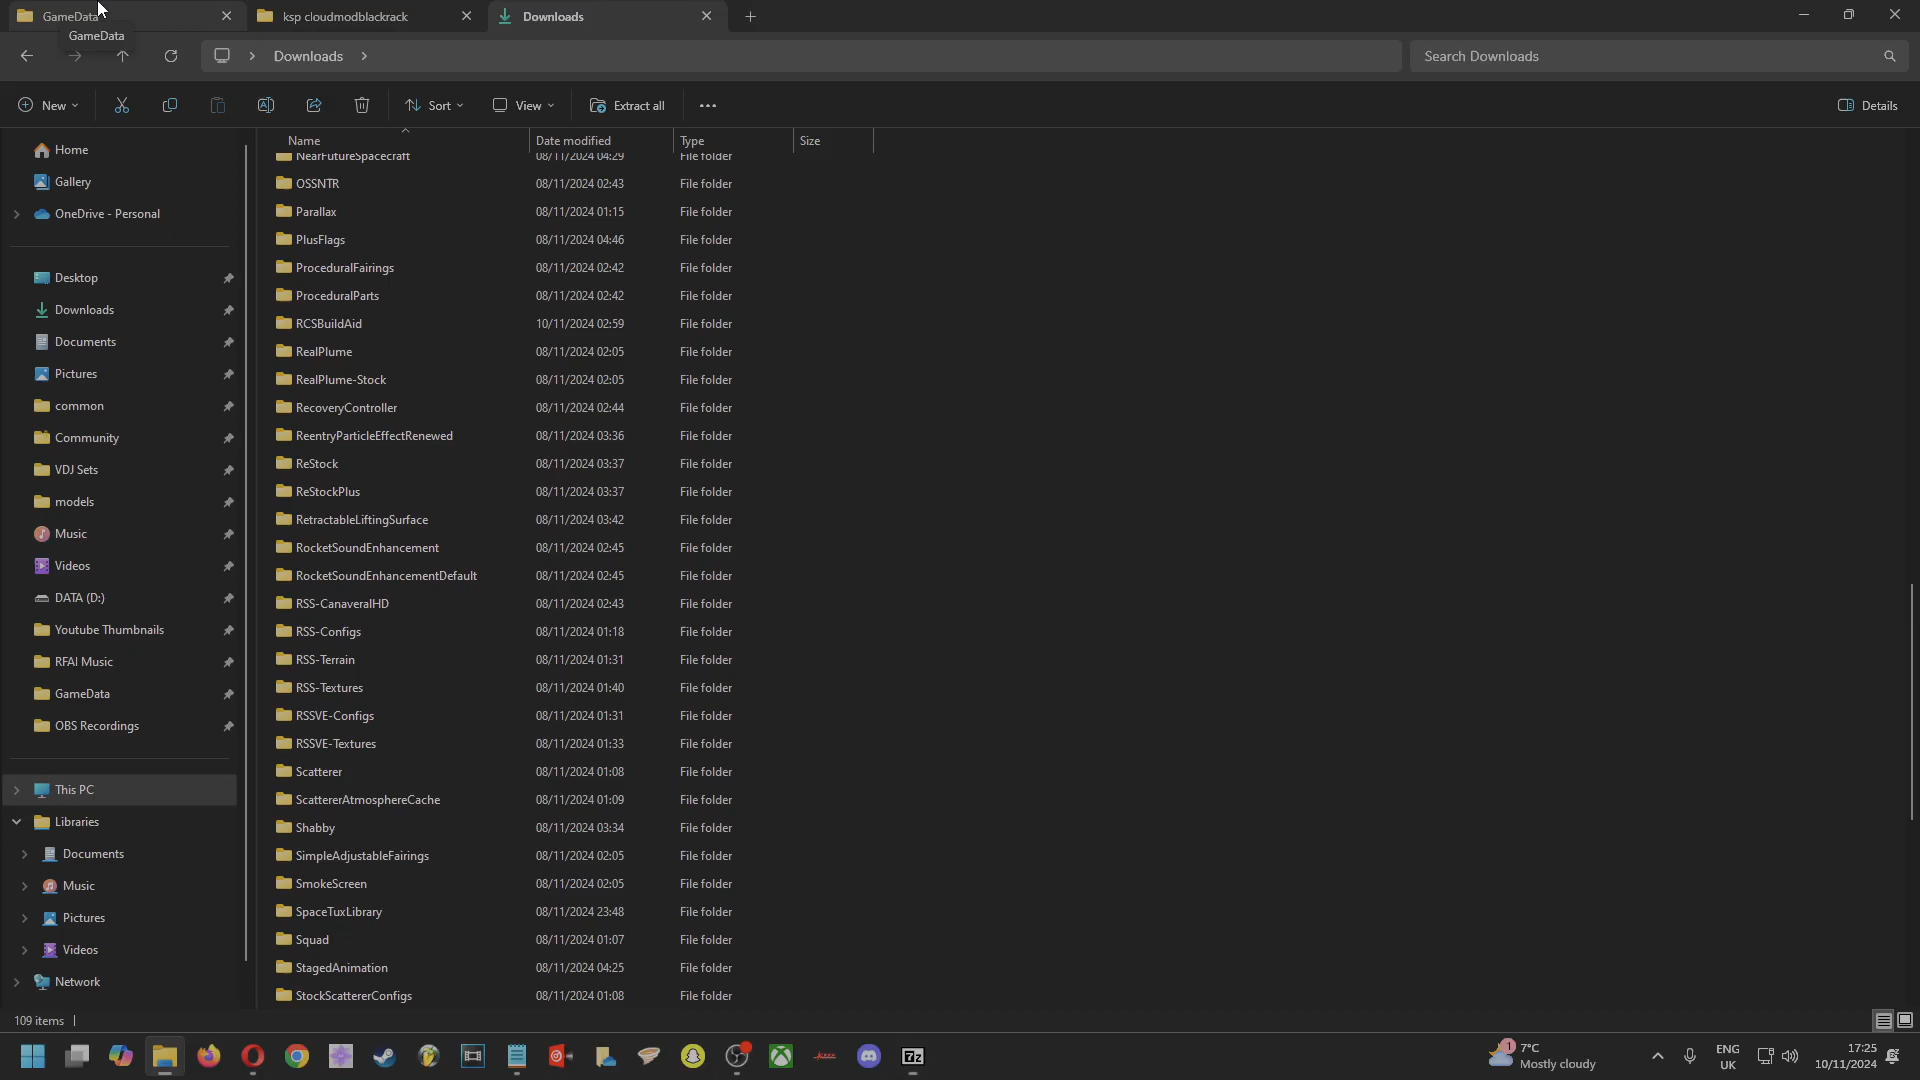 GameData
ksp cloudmodblackrack
Downloads
GameData
Downloads
Search Downloads
New
Sort
View
Extract all
Details
Name Date modified Type Size
Home
Gallery
OneDrive - Personal
Desktop
Downloads
Documents
Pictures
common
Community
VDJ Sets
models
Music
Videos
DATA (D:)
Youtube Thumbnails
RFAI Music
GameData
OBS Recordings
This PC
Libraries
Documents
Music
Pictures
Videos
Network
NearFutureSpacecraft 08/11/2024 04:29 File folder
OSSNTR 08/11/2024 02:43 File folder
Parallax 08/11/2024 01:15 File folder
PlusFlags 08/11/2024 04:46 File folder
ProceduralFairings 08/11/2024 02:42 File folder
ProceduralParts 08/11/2024 02:42 File folder
RCSBuildAid 10/11/2024 02:59 File folder
RealPlume 08/11/2024 02:05 File folder
RealPlume-Stock 08/11/2024 02:05 File folder
RecoveryController 08/11/2024 02:44 File folder
ReentryParticleEffectRenewed 08/11/2024 03:36 File folder
ReStock 08/11/2024 03:37 File folder
ReStockPlus 08/11/2024 03:37 File folder
RetractableLiftingSurface 08/11/2024 03:42 File folder
RocketSoundEnhancement 08/11/2024 02:45 File folder
RocketSoundEnhancementDefault 08/11/2024 02:45 File folder
RSS-CanaveralHD 08/11/2024 02:43 File folder
RSS-Configs 08/11/2024 01:18 File folder
RSS-Terrain 08/11/2024 01:31 File folder
RSS-Textures 08/11/2024 01:40 File folder
RSSVE-Configs 08/11/2024 01:31 File folder
RSSVE-Textures 08/11/2024 01:33 File folder
Scatterer 08/11/2024 01:08 File folder
ScattererAtmosphereCache 08/11/2024 01:09 File folder
Shabby 08/11/2024 03:34 File folder
SimpleAdjustableFairings 08/11/2024 02:05 File folder
SmokeScreen 08/11/2024 02:05 File folder
SpaceTuxLibrary 08/11/2024 23:48 File folder
Squad 08/11/2024 01:07 File folder
StagedAnimation 08/11/2024 04:25 File folder
StockScattererConfigs 08/11/2024 01:08 File folder
109 items
7z
1
7°C
Mostly cloudy
ENG
UK
17:25
10/11/2024